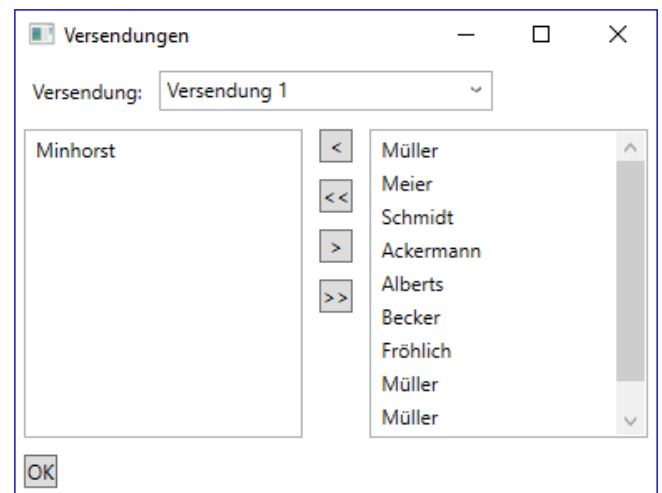 Versendungen
Versendung: Versendung 1
Minhorst
<
<<
>
>>
Müller
Meier
Schmidt
Ackermann
Alberts
Becker
Fröhlich
Müller
Müller
OK